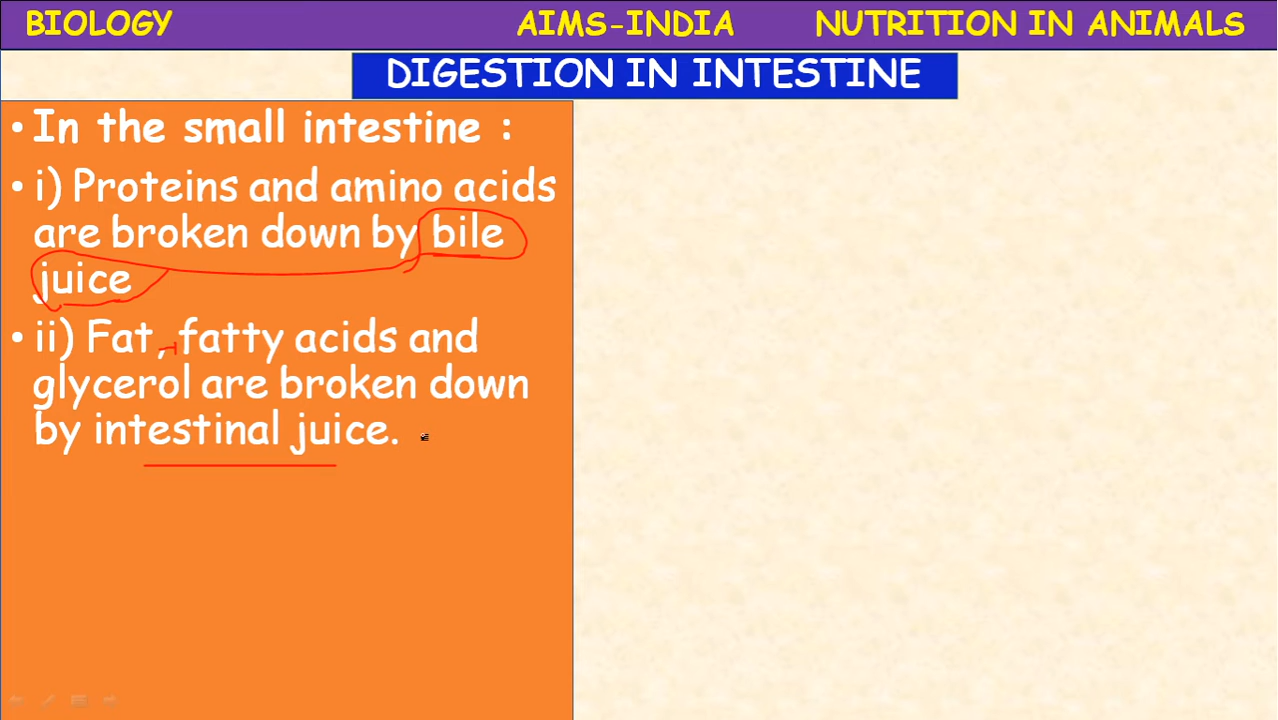 BIOLOGY AIMS-INDIA NUTRITION IN ANIMALS
DIGESTION IN INTESTINE
• In the small intestine :
• i) Proteins and amino acids
are broken down by bile
juice
• ii) Fat, fatty acids and
glycerol are broken down
by intestinal juice.